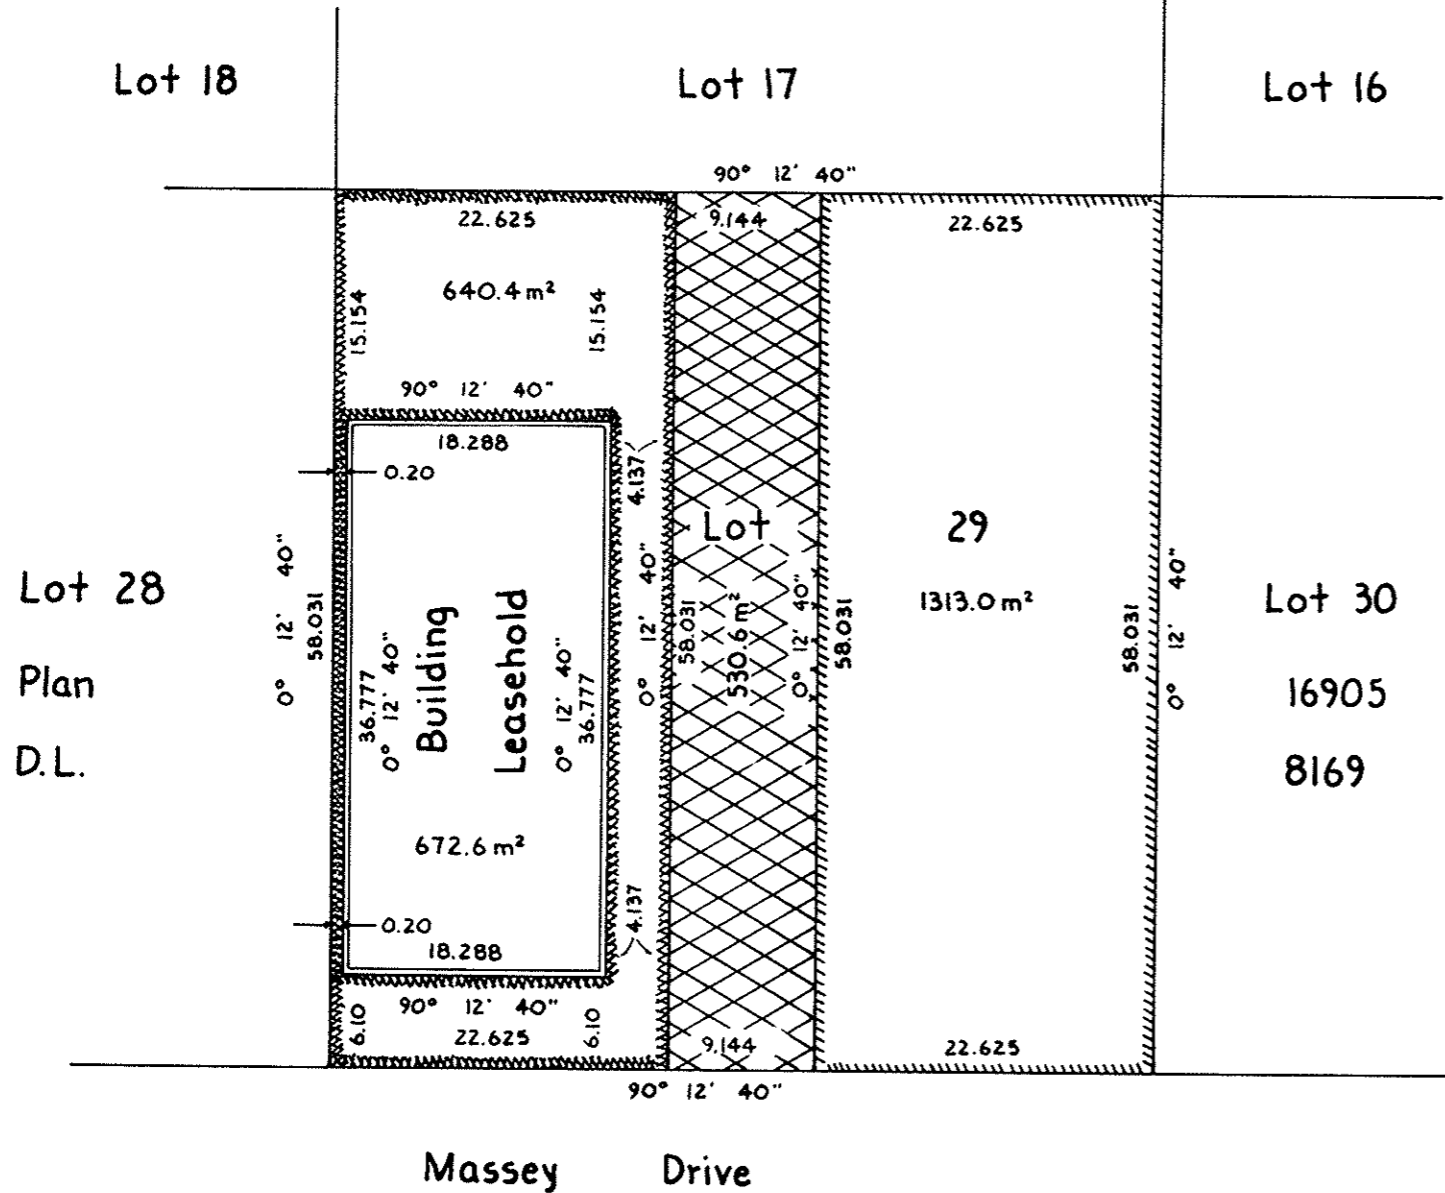 Lot 18
Lot 17
Lot 16
90° 12' 40"
22.625
9.144
22.625
640.4 m²
15.154
15.154
90° 12' 40"
18.288
0.20
4.137
Lot 29
1313.0 m²
Lot 28
Plan
D.L.
0° 12' 40"
58.031
36.777
0° 12' 40"
Building
Leasehold
0° 12' 40"
36.777
0° 12' 40"
58.031
530.6 m²
0° 12' 40"
58.031
58.031
0° 12' 40"
Lot 30
16905
8169
672.6 m²
4.137
0.20
18.288
90° 12' 40"
6.10
22.625
6.10
9.144
22.625
90° 12' 40"
Massey Drive